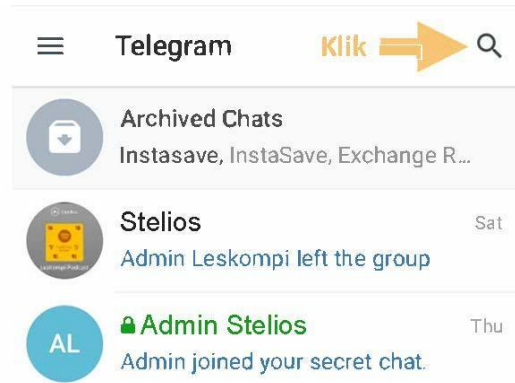 Telegram
Klik
Archived Chats
Instasave, InstaSave, Exchange R...
Stelios
Sat
Admin Leskompi left the group
AL
Admin Stelios
Thu
Admin joined your secret chat.